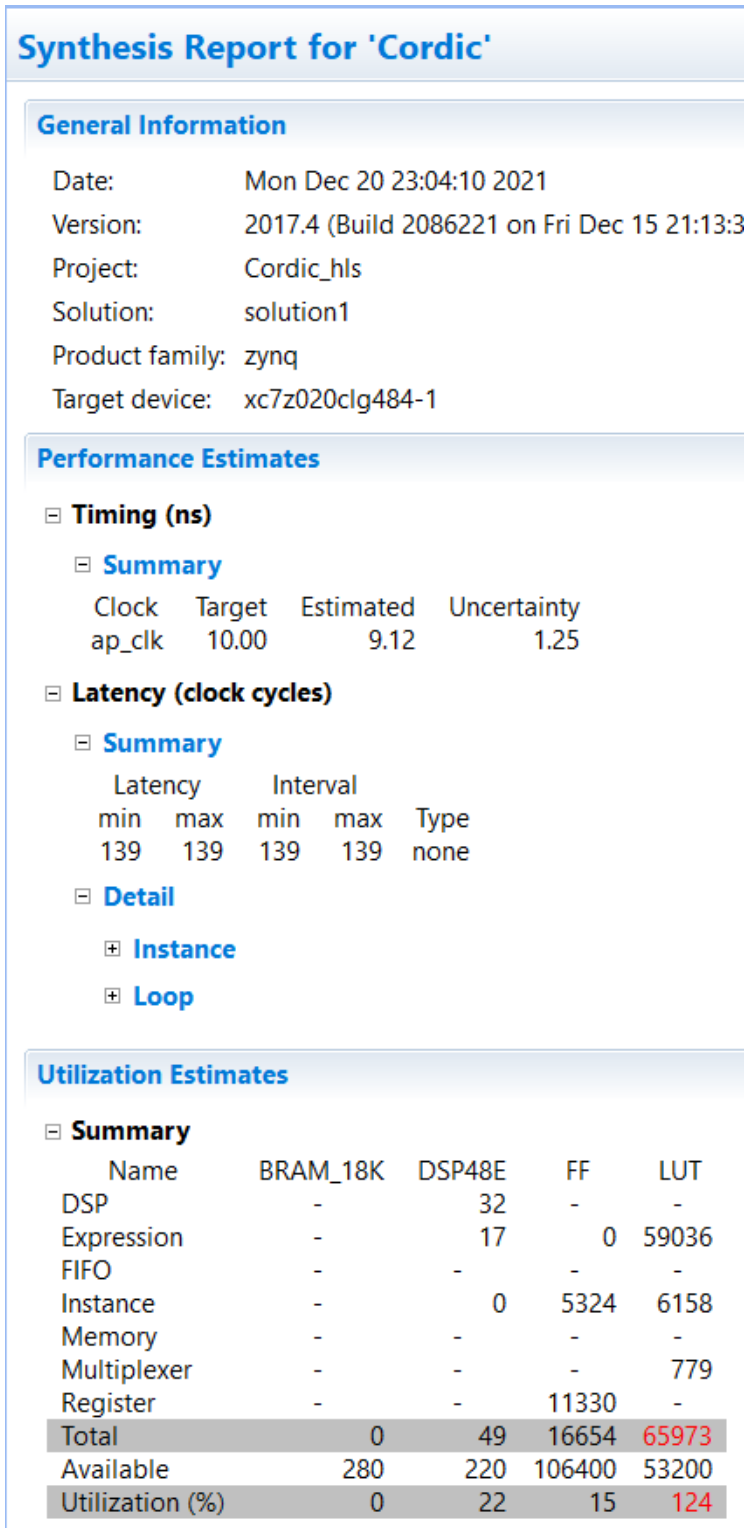 Synthesis Report for 'Cordic'
General Information
Date: Mon Dec 20 23:04:10 2021
Version: 2017.4 (Build 2086221 on Fri Dec 15 21:13:3
Project: Cordic_hls
Solution: solution1
Product family: zynq
Target device: xc7z020clg484-1
Performance Estimates
Timing (ns)
Summary
Clock Target Estimated Uncertainty
ap_clk 10.00 9.12 1.25
Latency (clock cycles)
Summary
Latency Interval
min max min max Type
139 139 139 139 none
Detail
Instance
Loop
Utilization Estimates
Summary
Name BRAM_18K DSP48E FF LUT
DSP - 32 - -
Expression - 17 0 59036
FIFO - - - -
Instance - 0 5324 6158
Memory - - - -
Multiplexer - - - 779
Register - - 11330 -
Total 0 49 16654 65973
Available 280 220 106400 53200
Utilization (%) 0 22 15 124